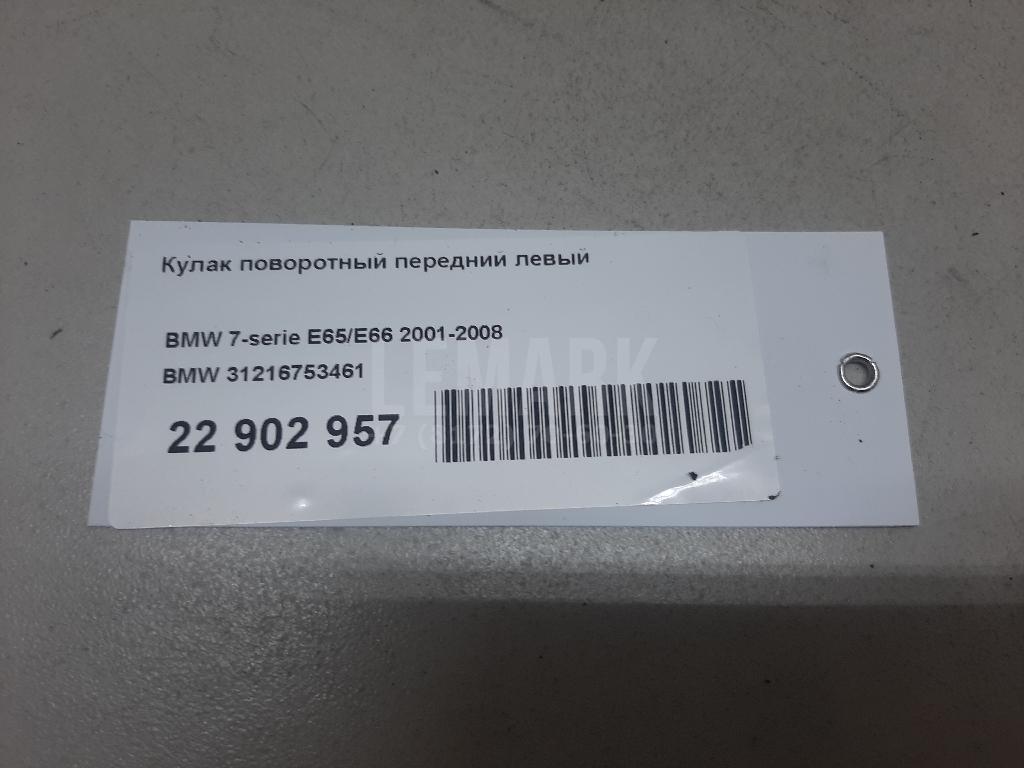 Кулак поворотный передний левый
BMW 7-serie E65/E66 2001-2008
BMW 31216753461
LEMARK
22 902 957